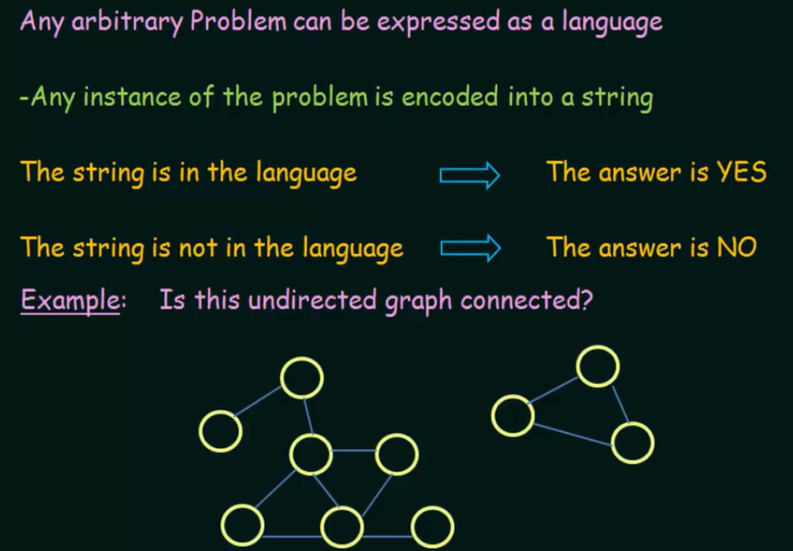 Any arbitrary Problem can be expressed as a language
-Any instance of the problem is encoded into a string
The string is in the language The answer is YES
The string is not in the language The answer is NO
Example: Is this undirected graph connected?